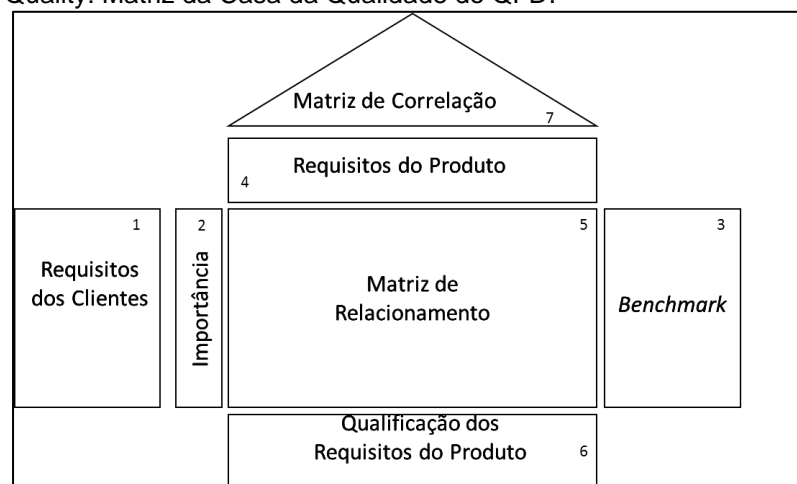 Quality: Matriz da Casa da Qualidade do QFD.
Matriz de Correlação
7
Requisitos do Produto
4
1
2
5
3
Requisitos
dos Clientes
Importância
Matriz de
Relacionamento
Benchmark
Qualificação dos
Requisitos do Produto
6